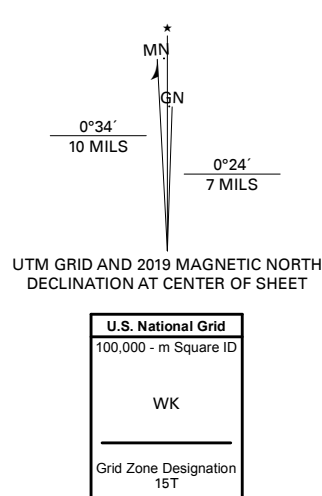 ★
MN
GN
0°34´
10 MILS
0°24´
7 MILS
UTM GRID AND 2019 MAGNETIC NORTH
DECLINATION AT CENTER OF SHEET
U.S. National Grid
100,000 - m Square ID
WK
Grid Zone Designation
15T